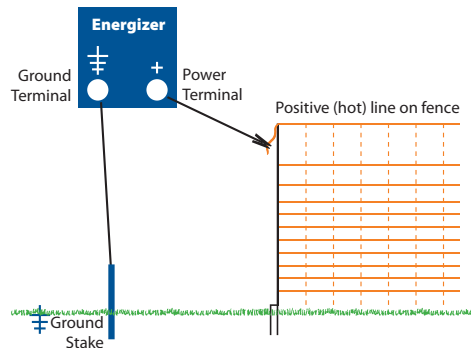 Energizer
Ground
Terminal
+
Power
Terminal
Positive (hot) line on fence
Ground
Stake